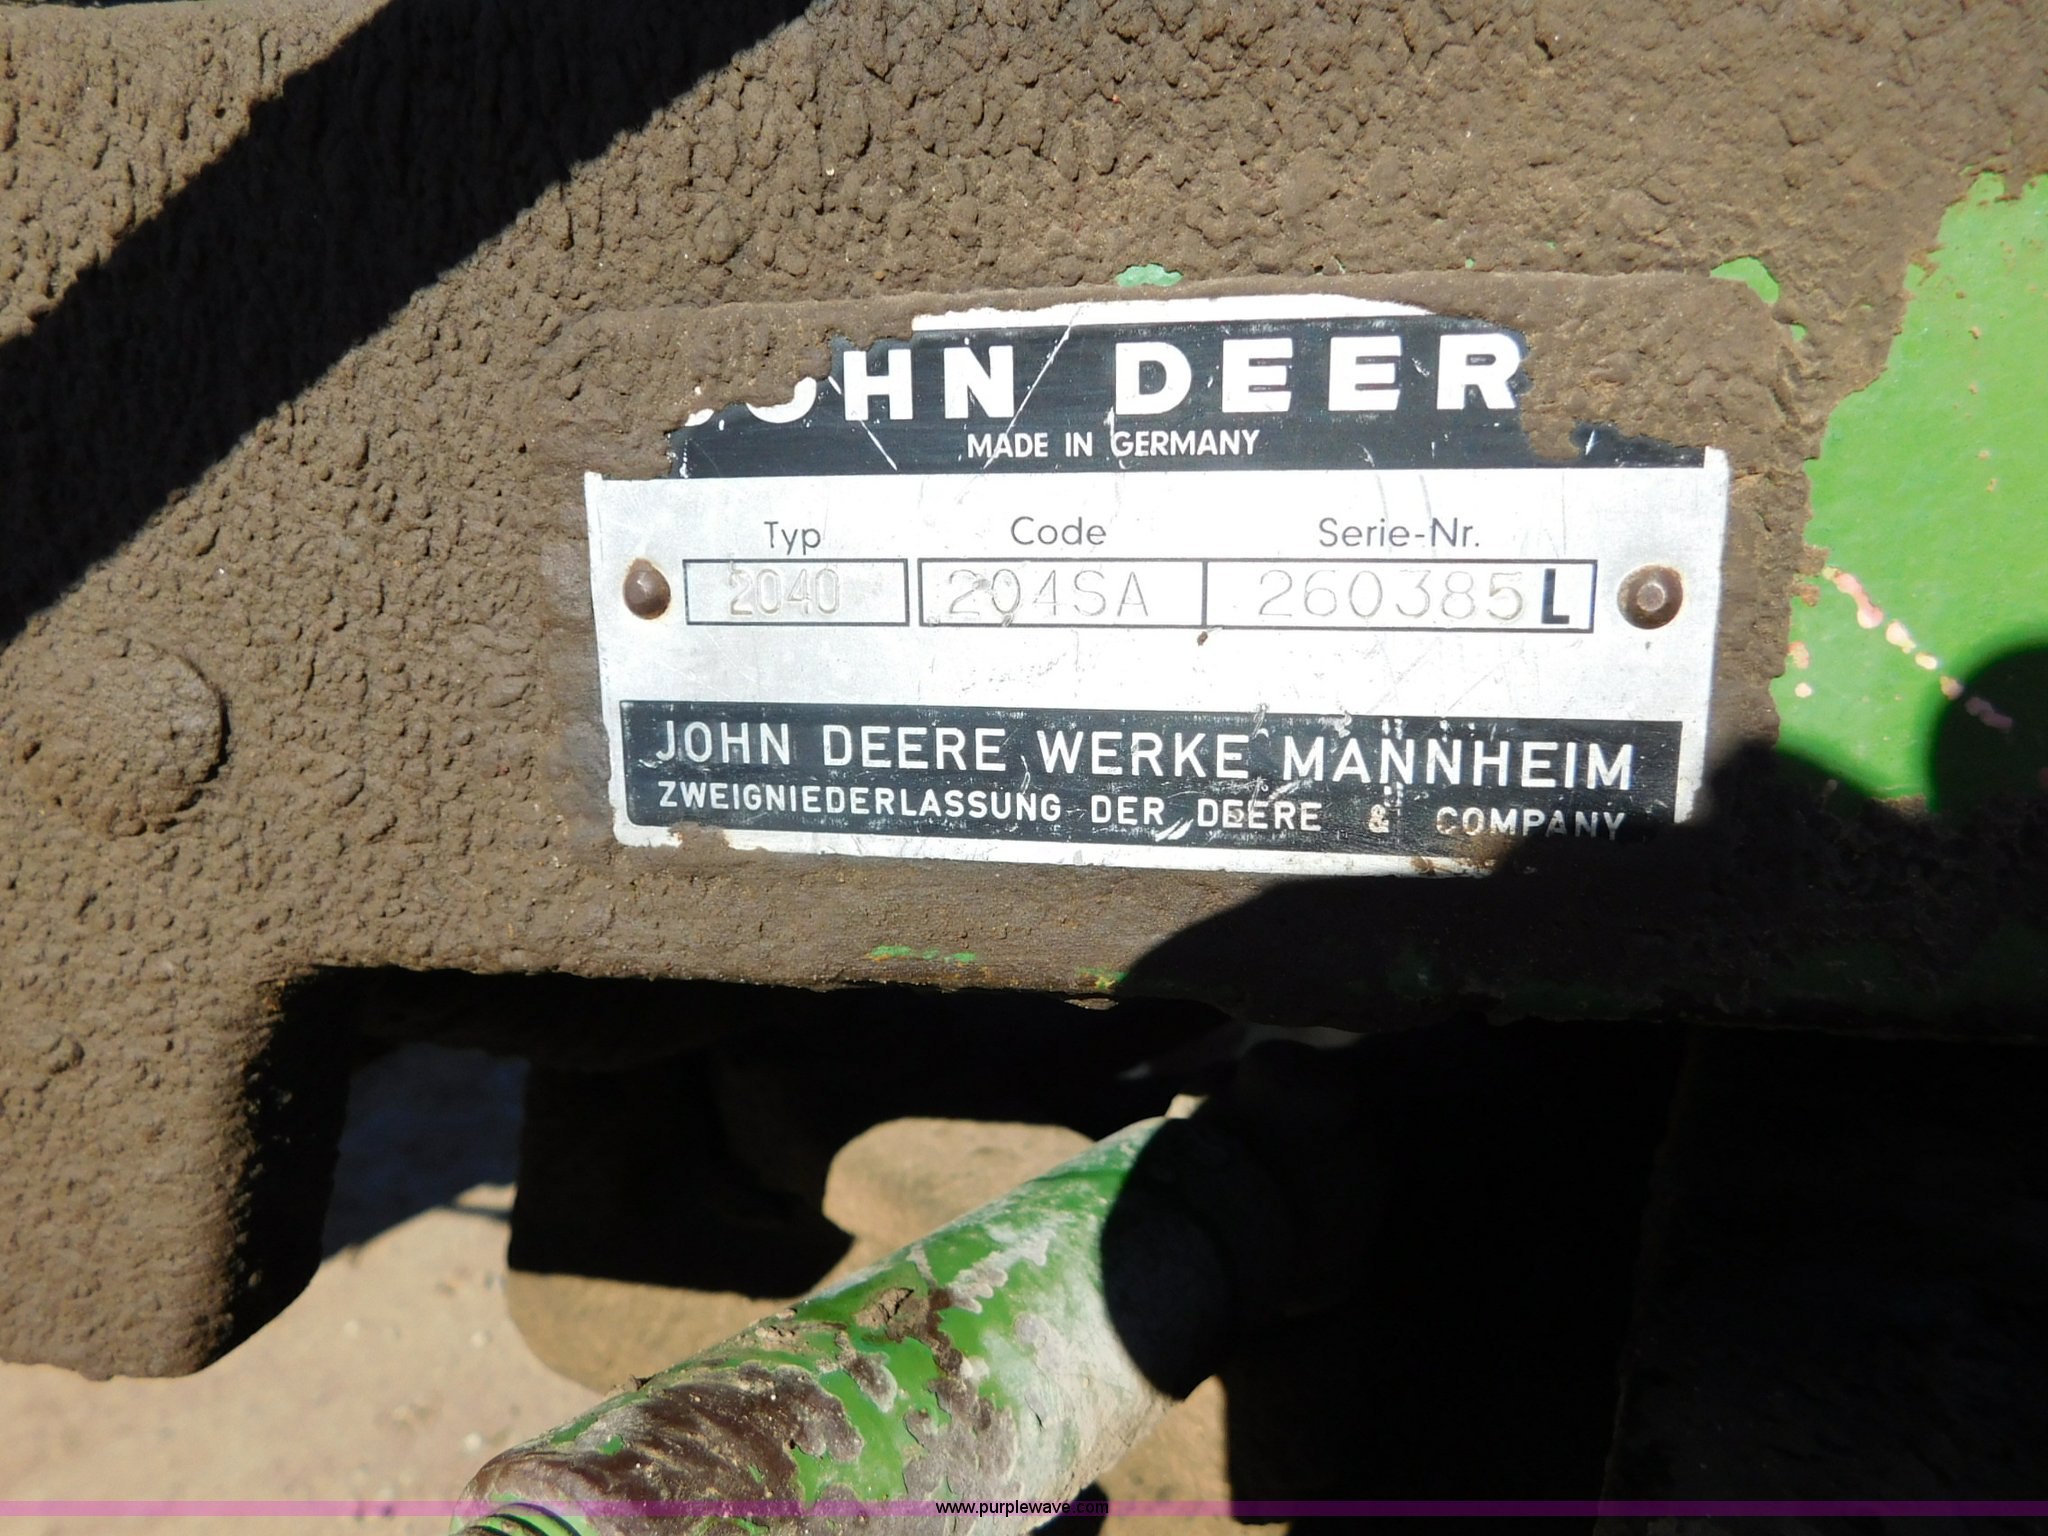 JOHN DEER
MADE IN GERMANY
Typ Code Serie-Nr.
2040 204SA 260385 L
JOHN DEERE WERKE MANNHEIM
ZWEIGNIEDERLASSUNG DER DEERE & COMPANY
www.purplewave.com